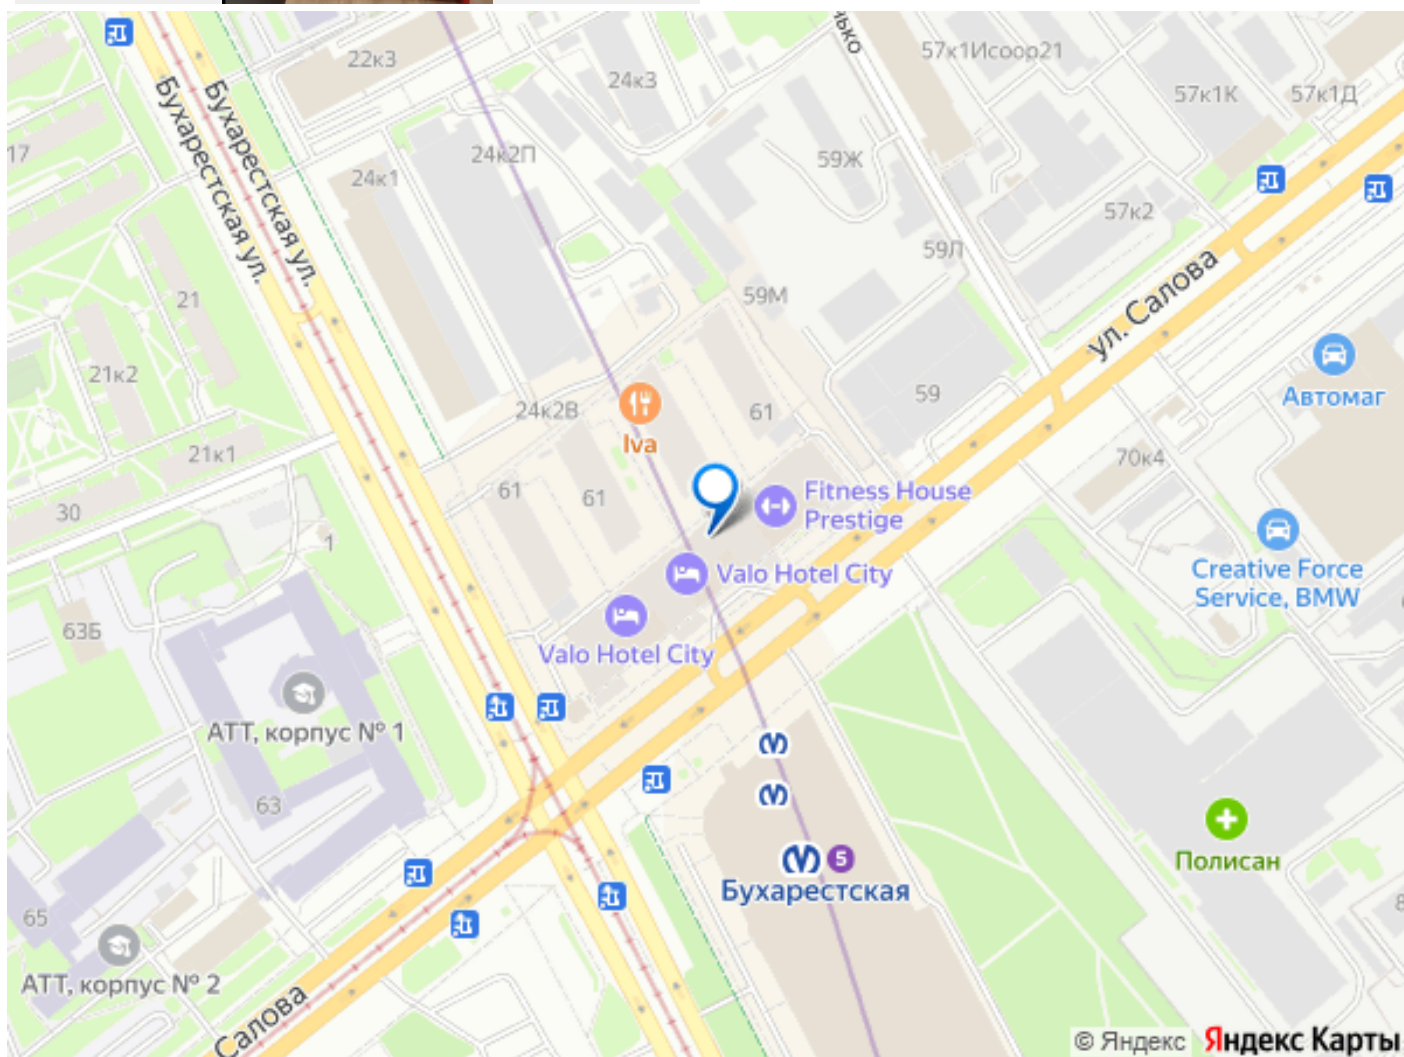 нько
57к1Исоор21
22к3
24к3
57к1К
57к1Д
Бухарестская ул.
Бухарестская ул.
17
24к2П
59Ж
24к1
57к2
59Л
ул. Салова
21
59М
21к2
Автомаг
59
24к2В
61
Iva
21к1
70к4
61
61
Fitness House
Prestige
30
1
Creative Force
Service, BMW
Valo Hotel City
63Б
Valo Hotel City
АТТ, корпус № 1
63
5
Бухарестская
Полисан
65
8
АТТ, корпус № 2
Салова
© Яндекс Яндекс Карты